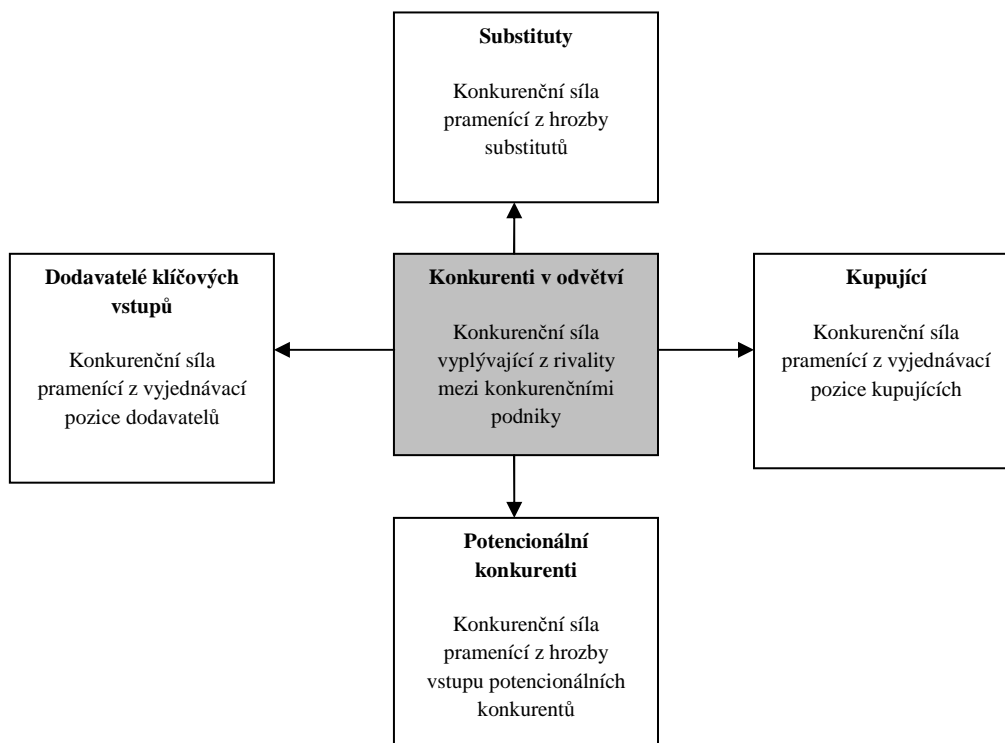 Substituty
Konkurenční síla
pramenící z hrozby
substitutů
Dodavatelé klíčových
vstupů
Konkurenční síla
pramenící z vyjednávací
pozice dodavatelů
Konkurenti v odvětví
Konkurenční síla
vyplývající z rivality
mezi konkurenčními
podniky
Kupující
Konkurenční síla
pramenící z vyjednávací
pozice kupujících
Potencionální
konkurenti
Konkurenční síla
pramenící z hrozby
vstupu potencionálních
konkurentů